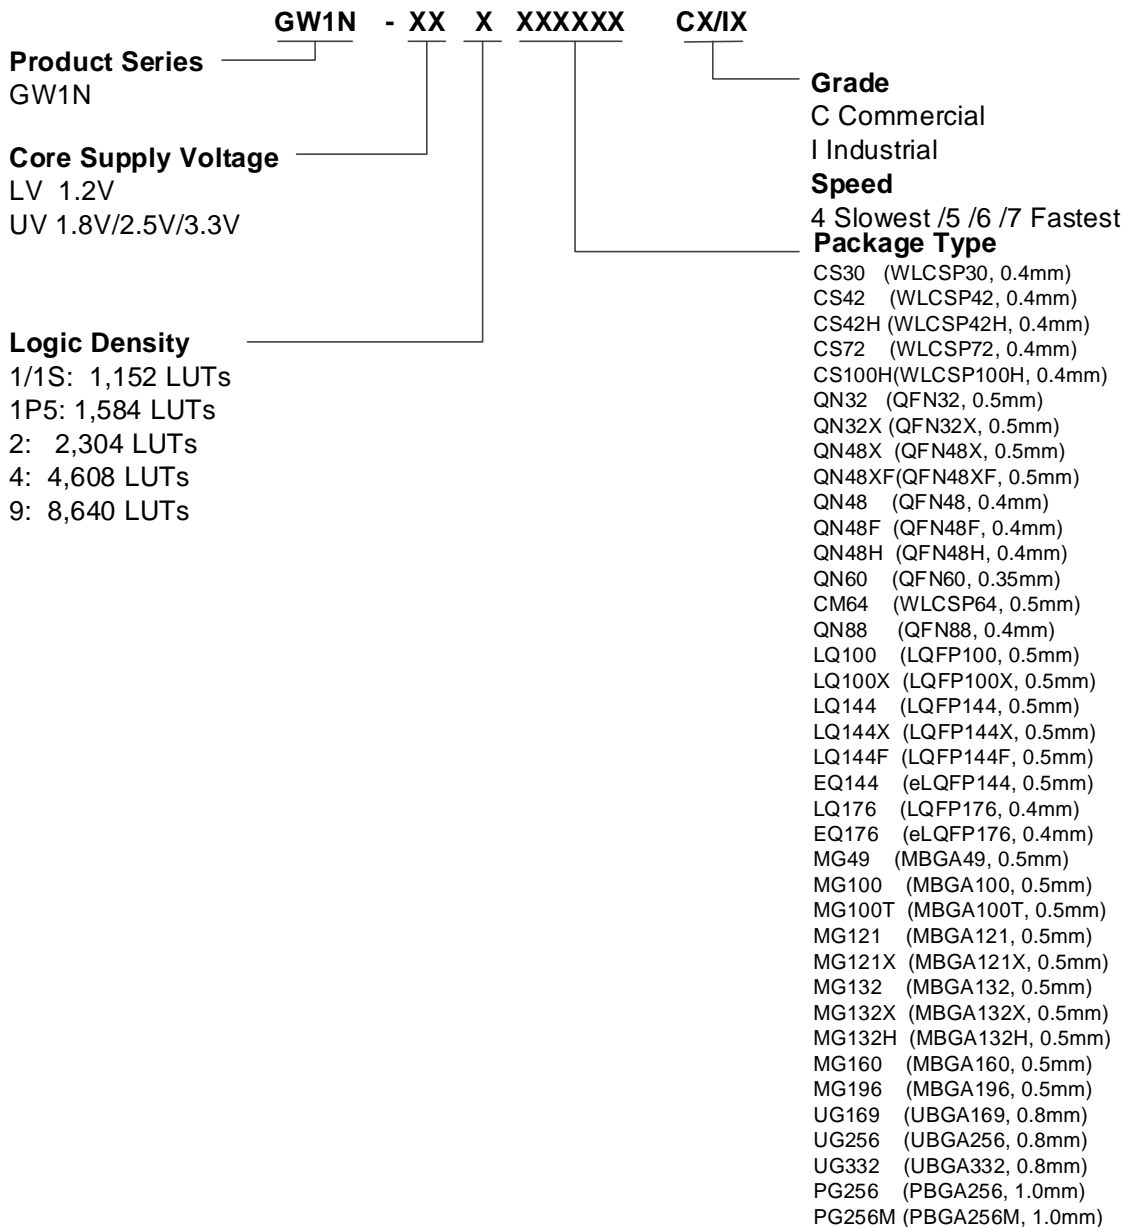 GW1N - XX X XXXXXX CX/IX
Product Series
GW1N
Core Supply Voltage
LV 1.2V
UV 1.8V/2.5V/3.3V
Logic Density
1/1S: 1,152 LUTs
1P5: 1,584 LUTs
2: 2,304 LUTs
4: 4,608 LUTs
9: 8,640 LUTs
Grade
C Commercial
I Industrial
Speed
4 Slowest /5 /6 /7 Fastest
Package Type
CS30 (WLCSP30, 0.4mm)
CS42 (WLCSP42, 0.4mm)
CS42H (WLCSP42H, 0.4mm)
CS72 (WLCSP72, 0.4mm)
CS100H(WLCSP100H, 0.4mm)
QN32 (QFN32, 0.5mm)
QN32X (QFN32X, 0.5mm)
QN48X (QFN48X, 0.5mm)
QN48XF(QFN48XF, 0.5mm)
QN48 (QFN48, 0.4mm)
QN48F (QFN48F, 0.4mm)
QN48H (QFN48H, 0.4mm)
QN60 (QFN60, 0.35mm)
CM64 (WLCSP64, 0.5mm)
QN88 (QFN88, 0.4mm)
LQ100 (LQFP100, 0.5mm)
LQ100X (LQFP100X, 0.5mm)
LQ144 (LQFP144, 0.5mm)
LQ144X (LQFP144X, 0.5mm)
LQ144F (LQFP144F, 0.5mm)
EQ144 (eLQFP144, 0.5mm)
LQ176 (LQFP176, 0.4mm)
EQ176 (eLQFP176, 0.4mm)
MG49 (MBGA49, 0.5mm)
MG100 (MBGA100, 0.5mm)
MG100T (MBGA100T, 0.5mm)
MG121 (MBGA121, 0.5mm)
MG121X (MBGA121X, 0.5mm)
MG132 (MBGA132, 0.5mm)
MG132X (MBGA132X, 0.5mm)
MG132H (MBGA132H, 0.5mm)
MG160 (MBGA160, 0.5mm)
MG196 (MBGA196, 0.5mm)
UG169 (UBGA169, 0.8mm)
UG256 (UBGA256, 0.8mm)
UG332 (UBGA332, 0.8mm)
PG256 (PBGA256, 1.0mm)
PG256M (PBGA256M, 1.0mm)